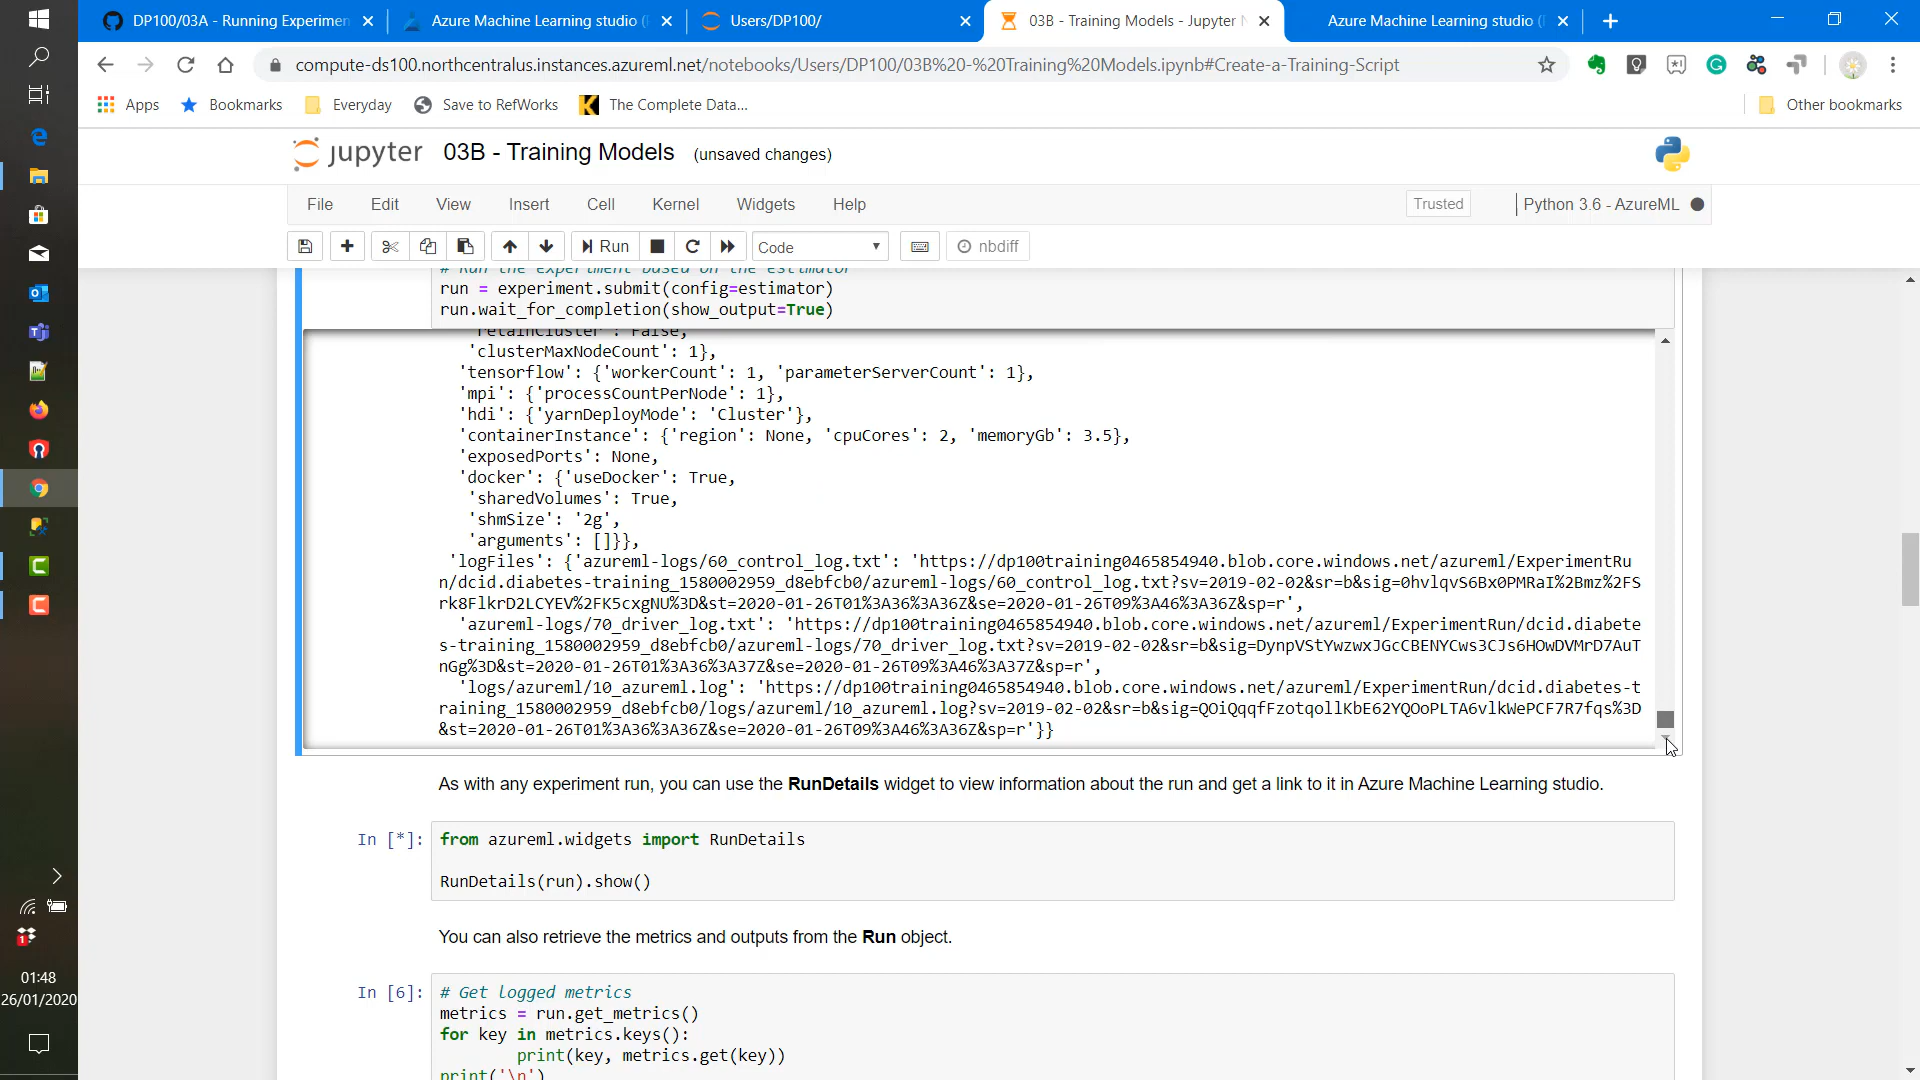 DP100/03A - Running Experimen
Azure Machine Learning studio (
Users/DP100/
03B - Training Models - Jupyter N
Azure Machine Learning studio (
compute-ds100.northcentralus.instances.azureml.net/notebooks/Users/DP100/03B%20-%20Training%20Models.ipynb#Create-a-Training-Script
Apps
Bookmarks
Everyday
Save to RefWorks
The Complete Data...
Other bookmarks
jupyter 03B - Training Models (unsaved changes)
File Edit View Insert Cell Kernel Widgets Help Trusted Python 3.6 - AzureML
Run Code nbdiff
# Run the experiment based on the estimator
run = experiment.submit(config=estimator)
run.wait_for_completion(show_output=True)
'retainCluster': False,
'clusterMaxNodeCount': 1},
'tensorflow': {'workerCount': 1, 'parameterServerCount': 1},
'mpi': {'processCountPerNode': 1},
'hdi': {'yarnDeployMode': 'Cluster'},
'containerInstance': {'region': None, 'cpuCores': 2, 'memoryGb': 3.5},
'exposedPorts': None,
'docker': {'useDocker': True,
'sharedVolumes': True,
'shmSize': '2g',
'arguments': []}},
'logFiles': {'azureml-logs/60_control_log.txt': 'https://dp100training0465854940.blob.core.windows.net/azureml/ExperimentRu
n/dcid.diabetes-training_1580002959_d8ebfcb0/azureml-logs/60_control_log.txt?sv=2019-02-02&sr=b&sig=0hvlqvS6Bx0PMRaI%2Bmz%2FS
rk8FlkrD2LCYEV%2FK5cxgNU%3D&st=2020-01-26T01%3A36%3A36Z&se=2020-01-26T09%3A46%3A36Z&sp=r',
'azureml-logs/70_driver_log.txt': 'https://dp100training0465854940.blob.core.windows.net/azureml/ExperimentRun/dcid.diabete
s-training_1580002959_d8ebfcb0/azureml-logs/70_driver_log.txt?sv=2019-02-02&sr=b&sig=DynpVStYwzwxJGcCBENYCws3CJs6HOwDVMrD7AuT
nGg%3D&st=2020-01-26T01%3A36%3A37Z&se=2020-01-26T09%3A46%3A37Z&sp=r',
'logs/azureml/10_azureml.log': 'https://dp100training0465854940.blob.core.windows.net/azureml/ExperimentRun/dcid.diabetes-t
raining_1580002959_d8ebfcb0/logs/azureml/10_azureml.log?sv=2019-02-02&sr=b&sig=QOiQqqfFzotqollKbE62YQOoPLTA6vlkWePCF7R7fqs%3D
&st=2020-01-26T01%3A36%3A36Z&se=2020-01-26T09%3A46%3A36Z&sp=r'}}
As with any experiment run, you can use the RunDetails widget to view information about the run and get a link to it in Azure Machine Learning studio.
In [*]: from azureml.widgets import RunDetails
RunDetails(run).show()
You can also retrieve the metrics and outputs from the Run object.
In [6]: # Get logged metrics
metrics = run.get_metrics()
for key in metrics.keys():
print(key, metrics.get(key))
print('\n')
01:48
26/01/2020